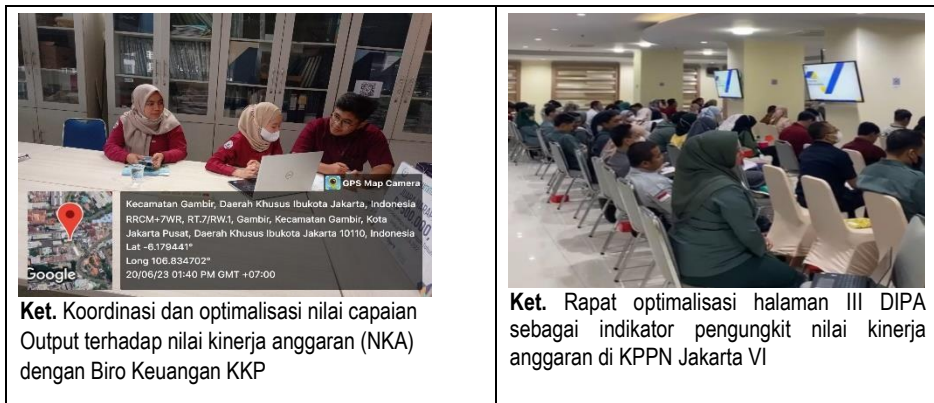 GPS Map Camera
Kecamatan Gambir, Daerah Khusus Ibukota Jakarta, Indonesia
RRCM+7WR, RT.7/RW.1, Gambir, Kecamatan Gambir, Kota
Jakarta Pusat, Daerah Khusus Ibukota Jakarta 10110, Indonesia
Lat -6.179441°
Long 106.834702°
20/06/23 01:40 PM GMT +07:00
Google
Ket. Koordinasi dan optimalisasi nilai capaian
Output terhadap nilai kinerja anggaran (NKA)
dengan Biro Keuangan KKP
Ket. Rapat optimalisasi halaman III DIPA
sebagai indikator pengungkit nilai kinerja
anggaran di KPPN Jakarta VI